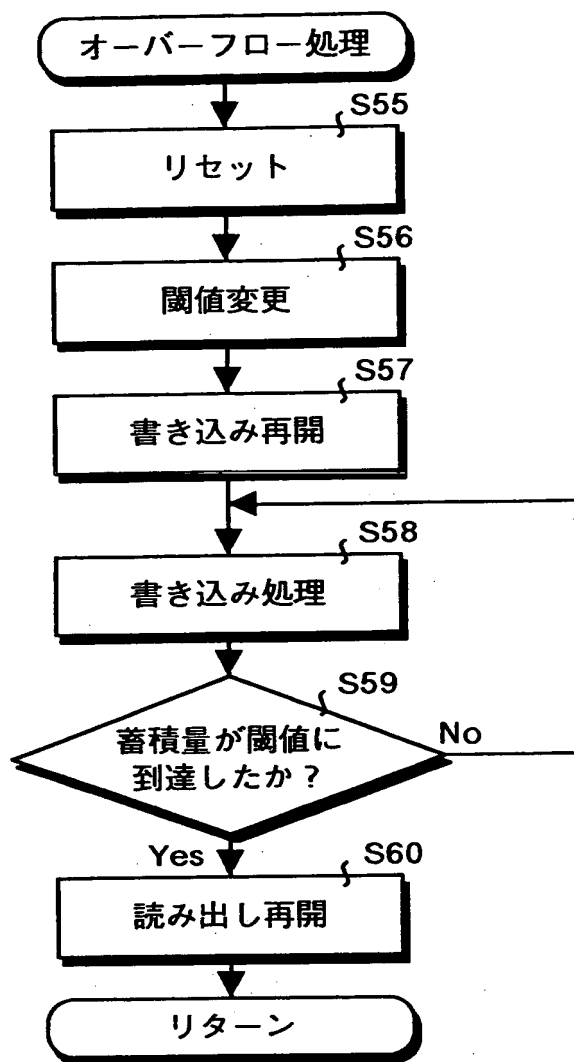 オーバーフロー処理
S55
リセット
S56
閾値変更
S57
書き込み再開
S58
書き込み処理
S59
蓄積量が閾値に
到達したか？
No
Yes
S60
読み出し再開
リターン